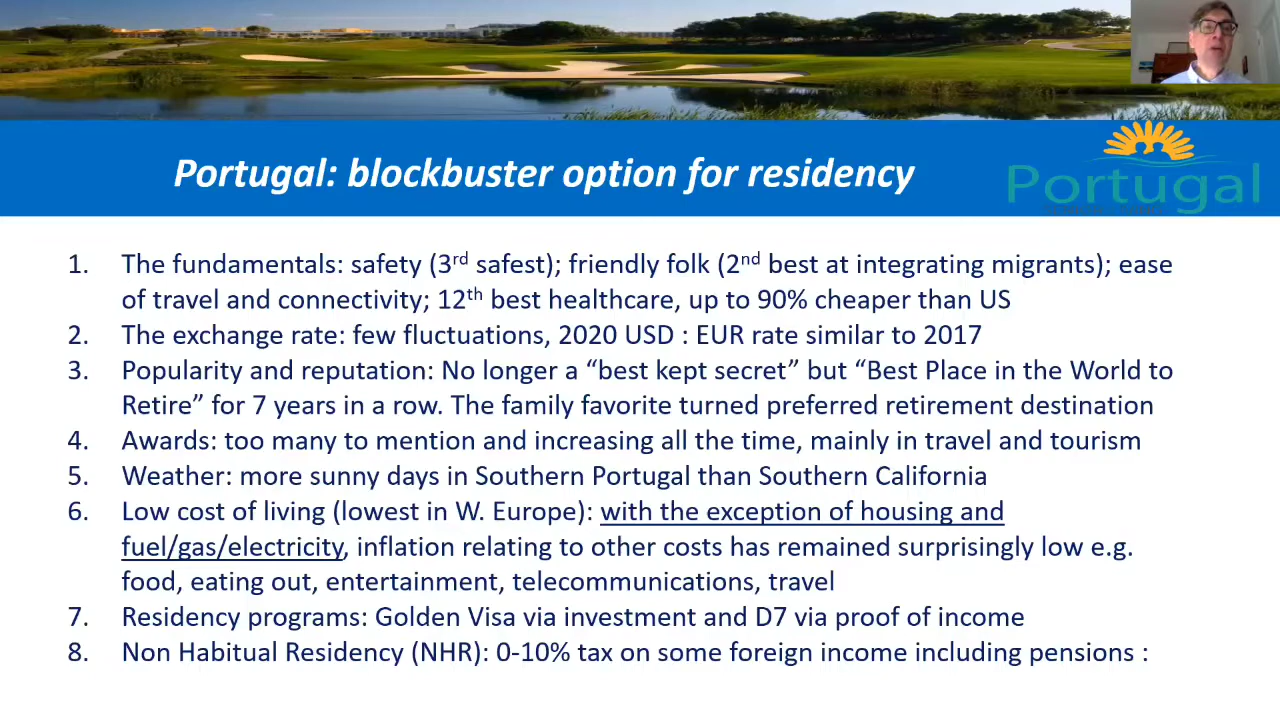 Portugal: blockbuster option for residency
Portugal
1. The fundamentals: safety (3rd safest); friendly folk (2nd best at integrating migrants); ease
of travel and connectivity; 12th best healthcare, up to 90% cheaper than US
2. The exchange rate: few fluctuations, 2020 USD : EUR rate similar to 2017
3. Popularity and reputation: No longer a “best kept secret” but “Best Place in the World to
Retire” for 7 years in a row. The family favorite turned preferred retirement destination
4. Awards: too many to mention and increasing all the time, mainly in travel and tourism
5. Weather: more sunny days in Southern Portugal than Southern California
6. Low cost of living (lowest in W. Europe): with the exception of housing and
fuel/gas/electricity, inflation relating to other costs has remained surprisingly low e.g.
food, eating out, entertainment, telecommunications, travel
7. Residency programs: Golden Visa via investment and D7 via proof of income
8. Non Habitual Residency (NHR): 0-10% tax on some foreign income including pensions :